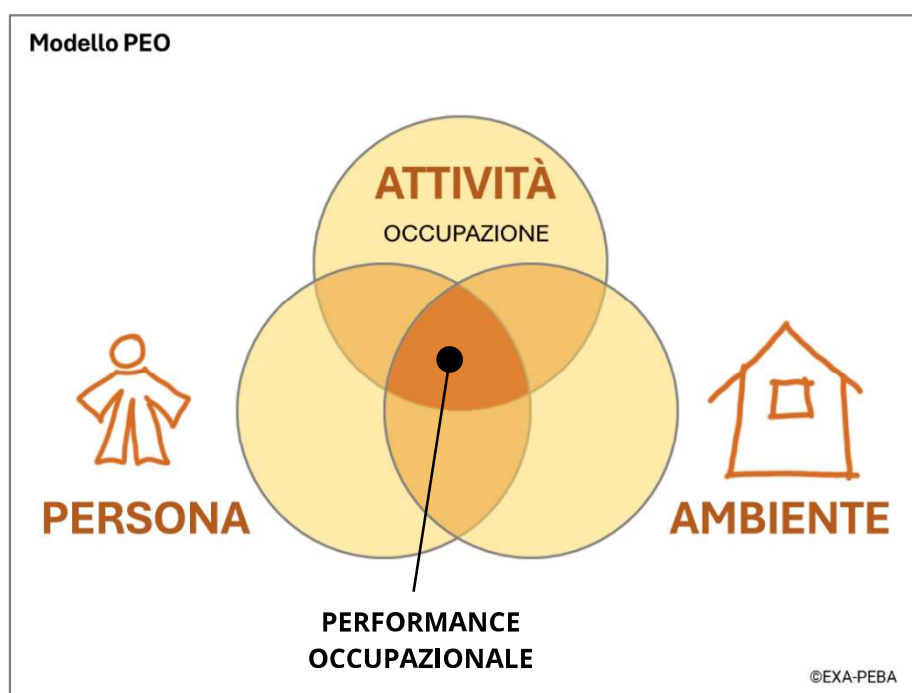 Modello PEO
ATTIVITÀ
OCCUPAZIONE
PERSONA
AMBIENTE
PERFORMANCE
OCCUPAZIONALE
©EXA-PEBA